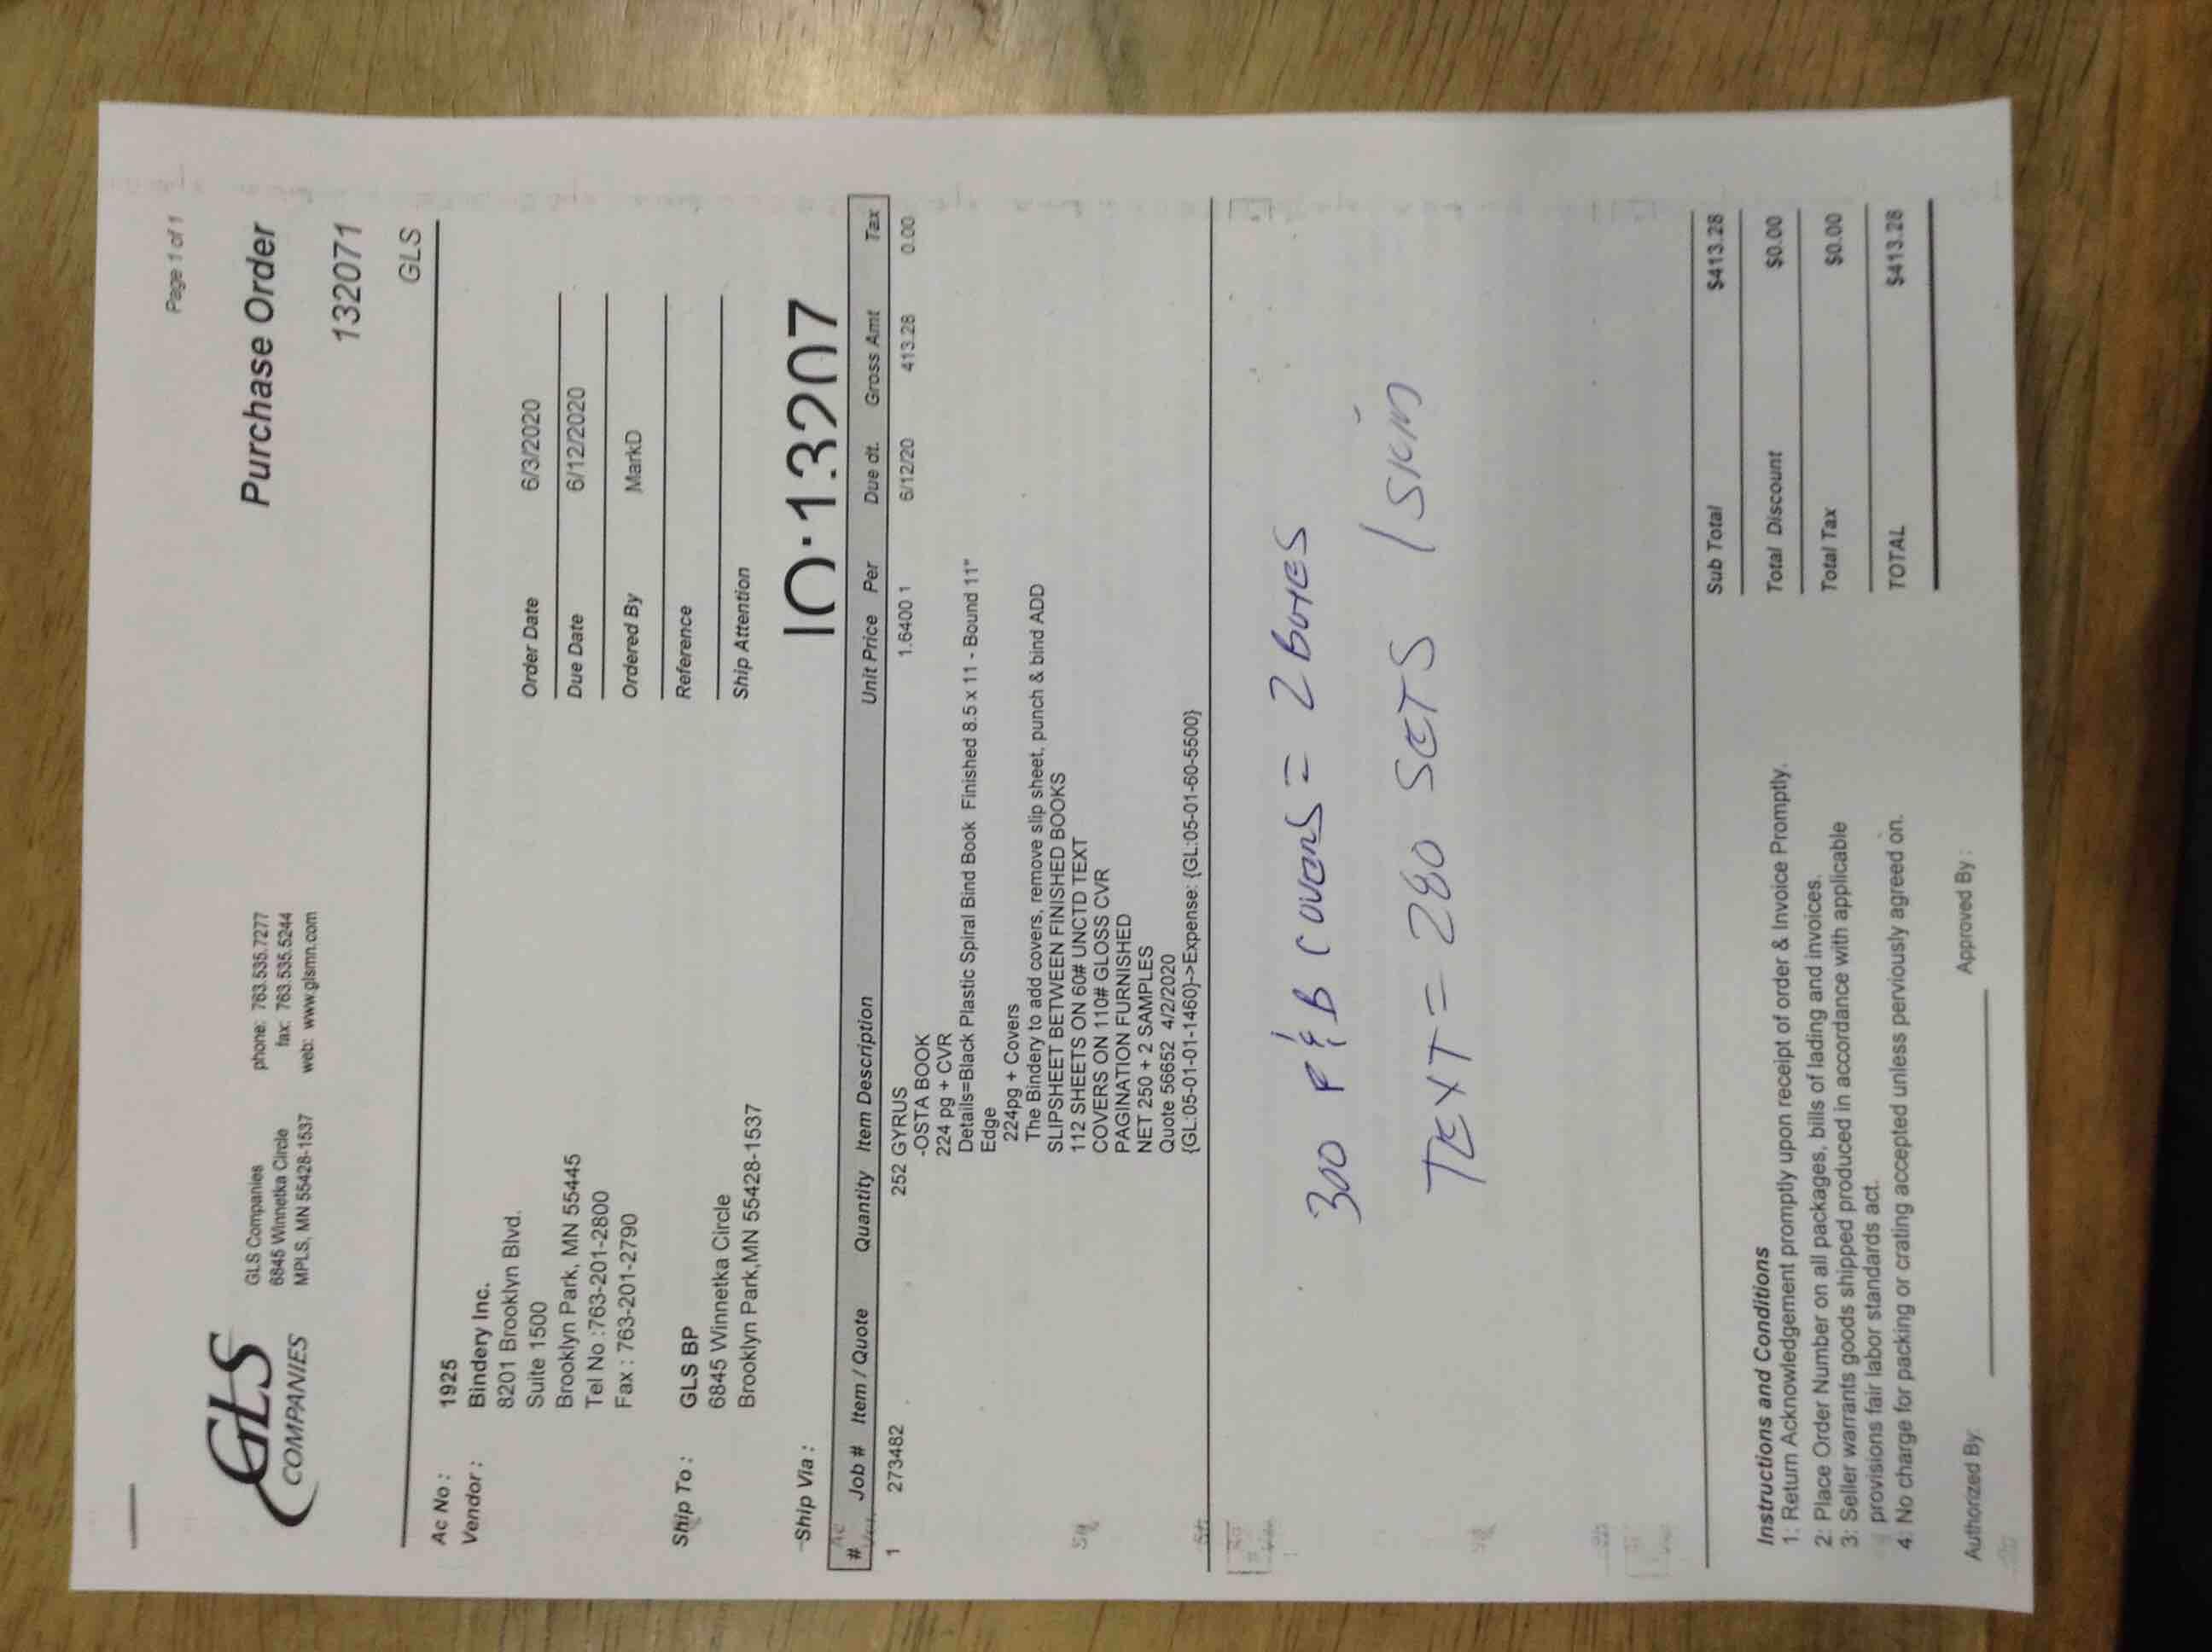 Page 1 of 1
GLS
COMPANIES
GLS Companies
6845 Winnetka Circle
MPLS, MN 55428-1537
phone: 763.535.7277
fax: 763.535.5244
web: www.glsmn.com
Purchase Order
132071
GLS
Ac No : 1925
Vendor : Bindery Inc.
8201 Brooklyn Blvd.
Suite 1500
Brooklyn Park, MN 55445
Tel No :763-201-2800
Fax : 763-201-2790
Order Date 6/3/2020
Due Date 6/12/2020
Ordered By MarkD
Reference
Ship Attention
Ship To : GLS BP
6845 Winnetka Circle
Brooklyn Park,MN 55428-1537
Ship Via :
10-13207
# Job # Item / Quote Quantity Item Description Unit Price Per Due dt. Gross Amt Tax
1 273482 252 GYRUS 1.6400 1 6/12/20 413.28 0.00
-OSTA BOOK
224 pg + CVR
Details=Black Plastic Spiral Bind Book Finished 8.5 x 11 - Bound 11"
Edge
224pg + Covers
The Bindery to add covers, remove slip sheet, punch & bind ADD
SLIPSHEET BETWEEN FINISHED BOOKS
112 SHEETS ON 60# UNCTD TEXT
COVERS ON 110# GLOSS CVR
PAGINATION FURNISHED
NET 250 + 2 SAMPLES
Quote 56652 4/2/2020
{GL:05-01-01-01-1460}->Expense: {GL:05-01-60-5500}
300 F & B COVERS = 2 BOXES
TEXT = 280 SETS 1 SKID
Sub Total $413.28
Total Discount $0.00
Total Tax $0.00
TOTAL $413.28
Instructions and Conditions
1: Return Acknowledgement promptly upon receipt of order & Invoice Promptly.
2: Place Order Number on all packages, bills of lading and invoices.
3: Seller warrants goods shipped produced in accordance with applicable
provisions fair labor standards act.
4: No charge for packing or crating accepted unless perviously agreed on.
Authorized By:
Approved By :